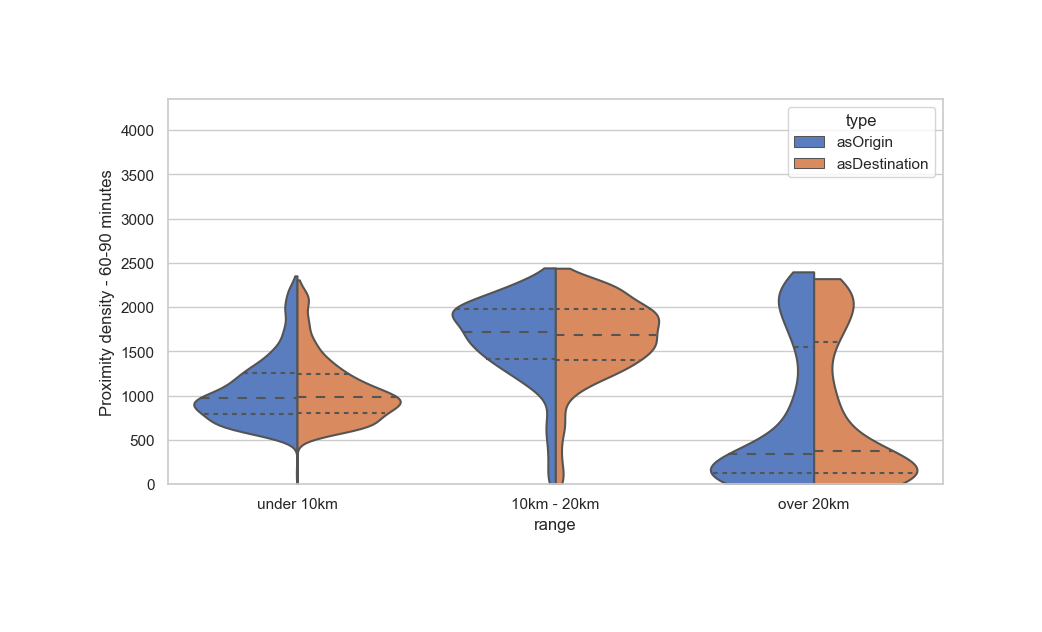 Proximity density - 60-90 minutes
4000
3500
3000
2500
2000
1500
1000
500
0
type
asOrigin
asDestination
under 10km
10km - 20km
over 20km
range